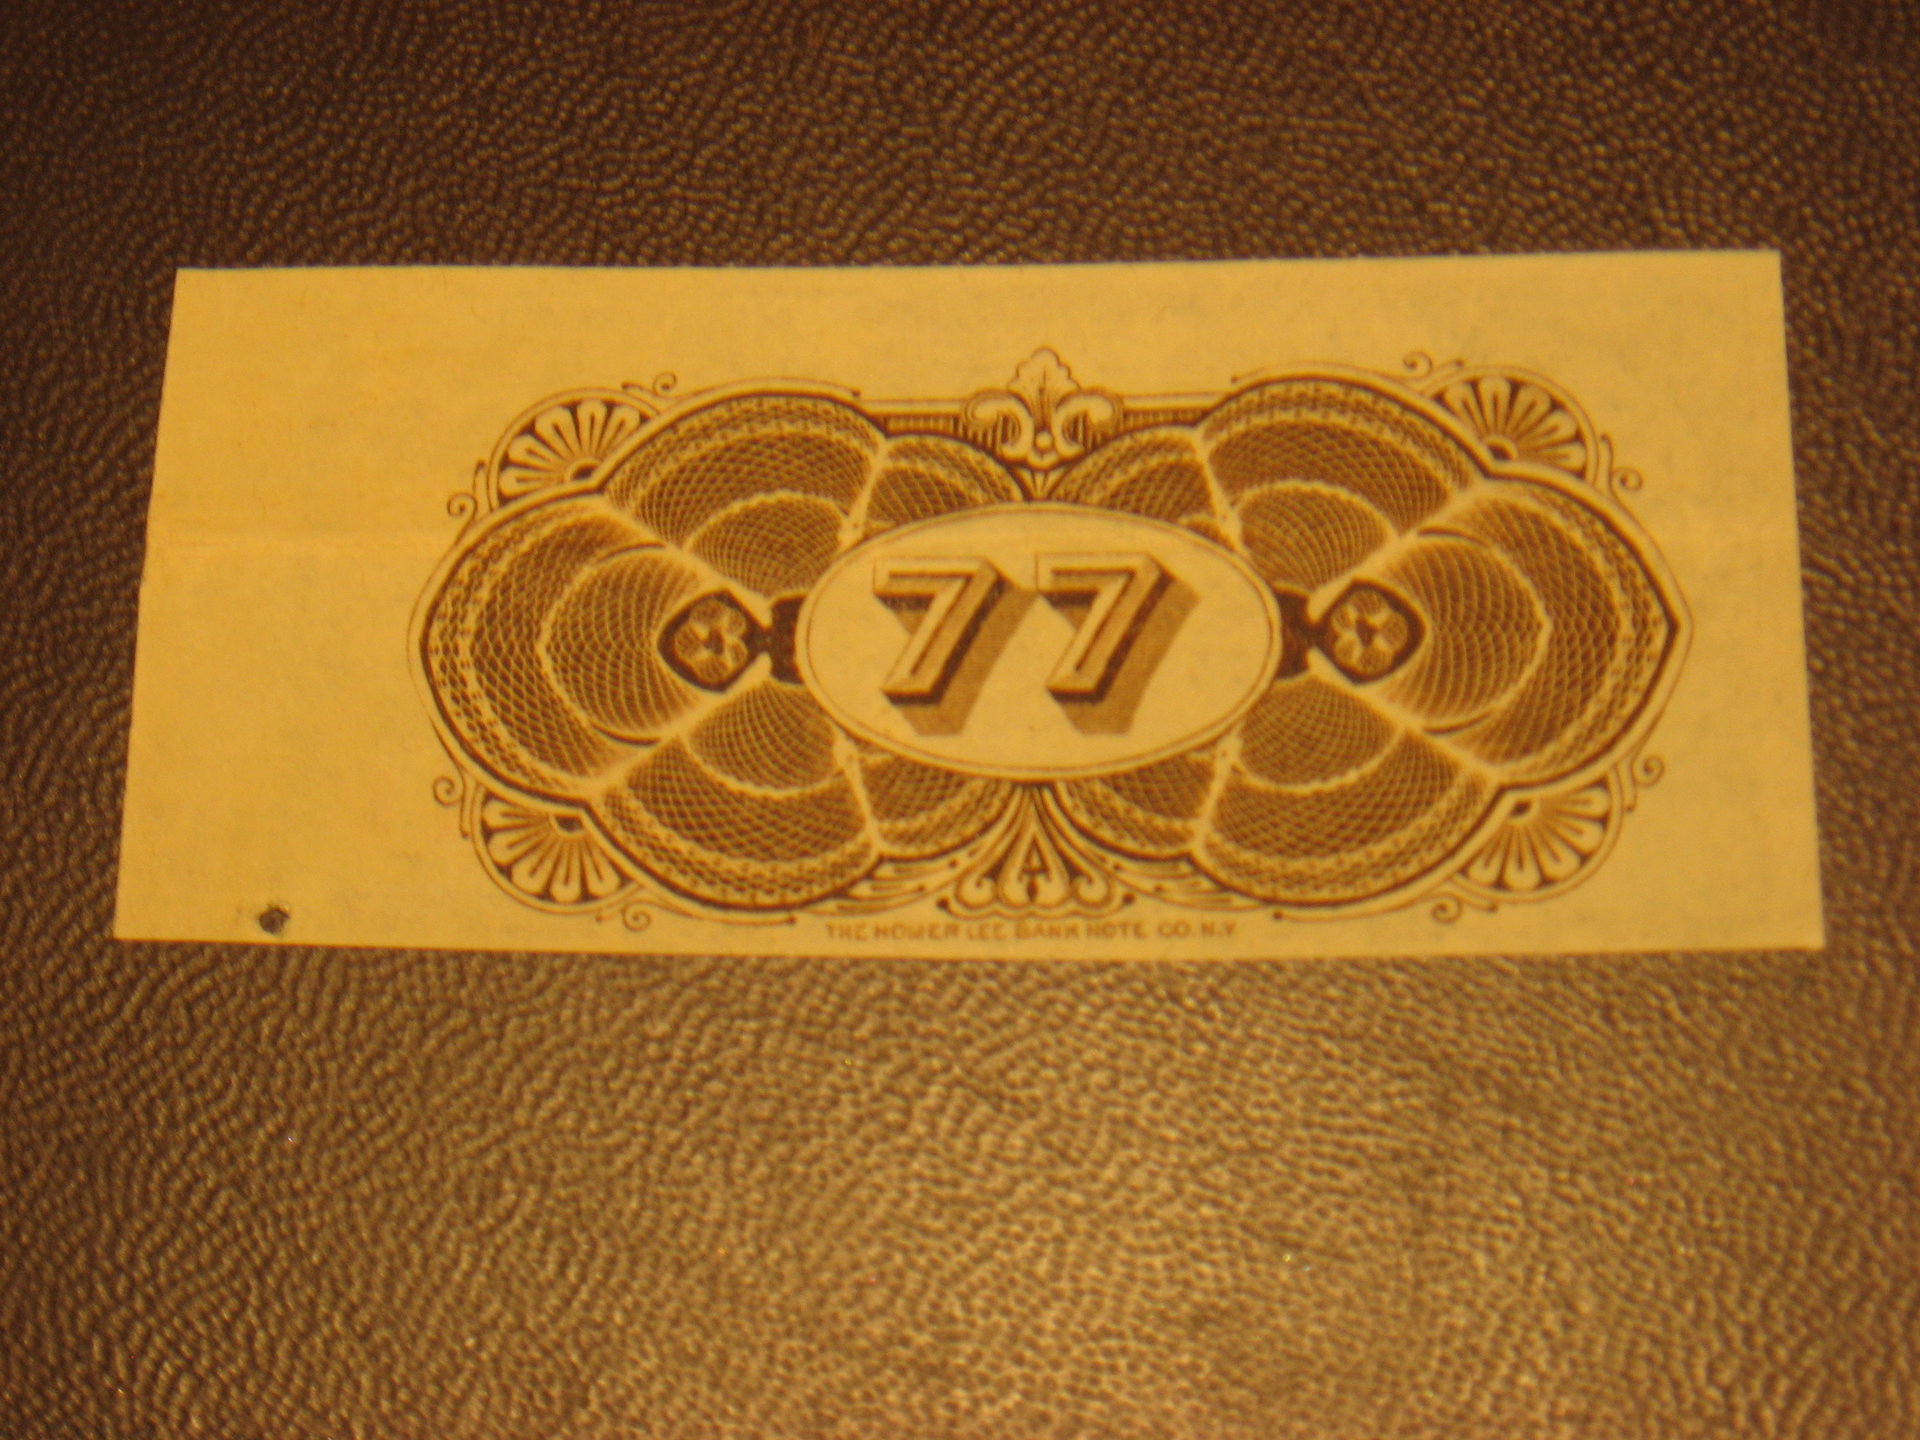 77
THE HOMER LEE BANK NOTE CO. N.Y.